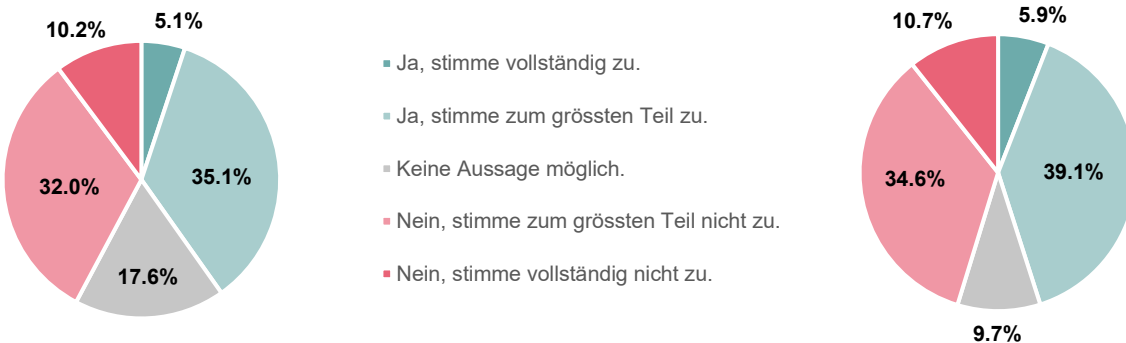 10.2%
5.1%
35.1%
17.6%
32.0%
Ja, stimme vollständig zu.
Ja, stimme zum grössten Teil zu.
Keine Aussage möglich.
Nein, stimme zum grössten Teil nicht zu.
Nein, stimme vollständig nicht zu.
10.7%
5.9%
39.1%
9.7%
34.6%